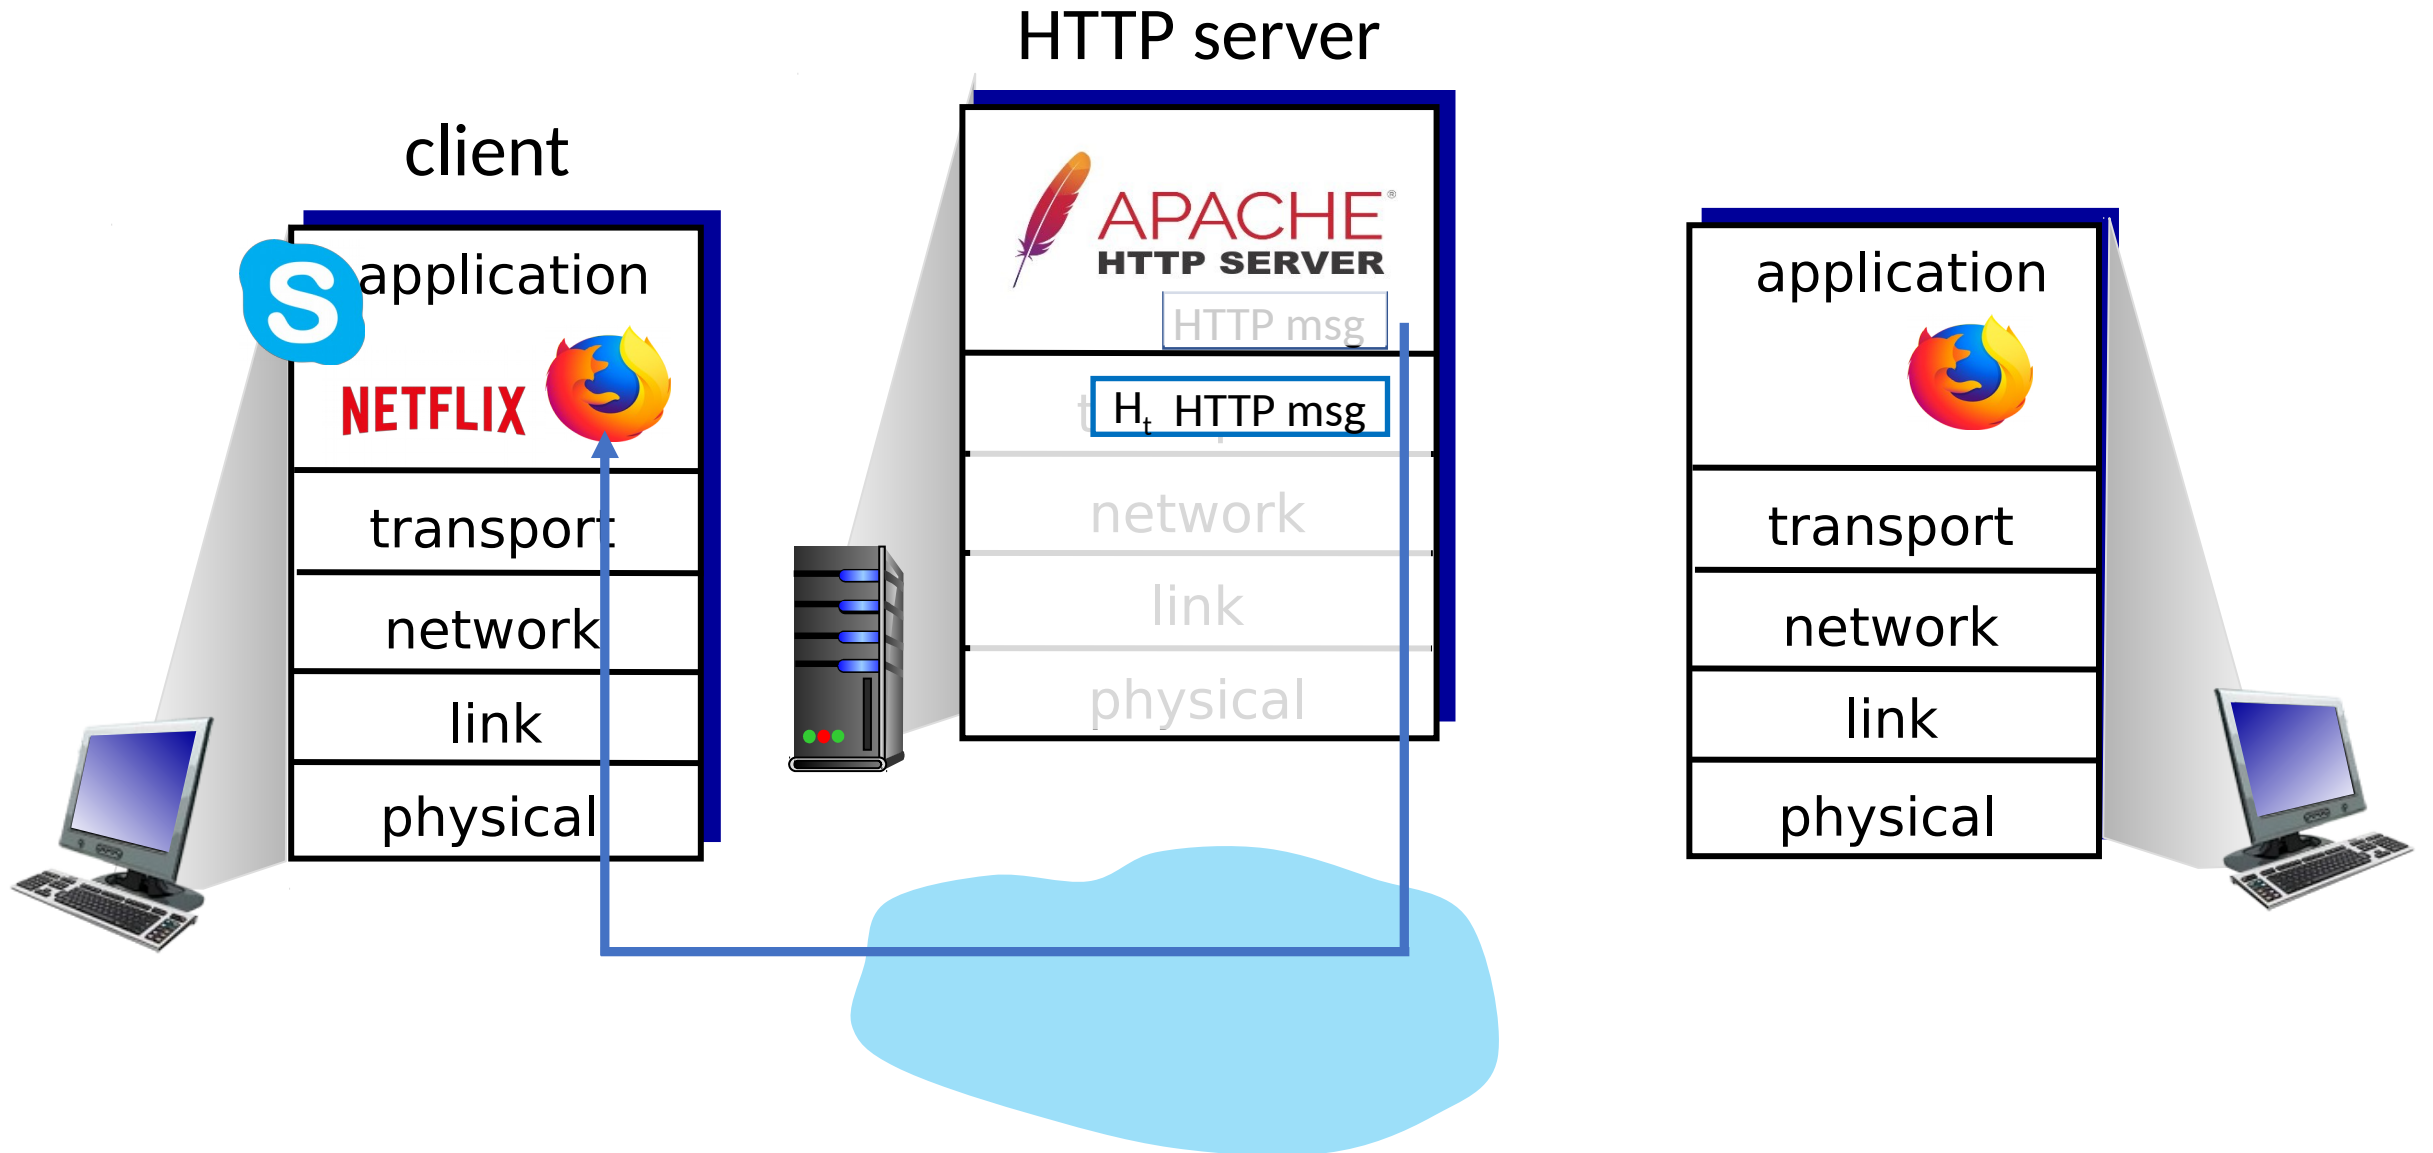 HTTP server
client
APACHE®
HTTP SERVER
HTTP msg
Ht HTTP msg
network
link
physical
S
application
NETFLIX
transport
network
link
physical
application
transport
network
link
physical